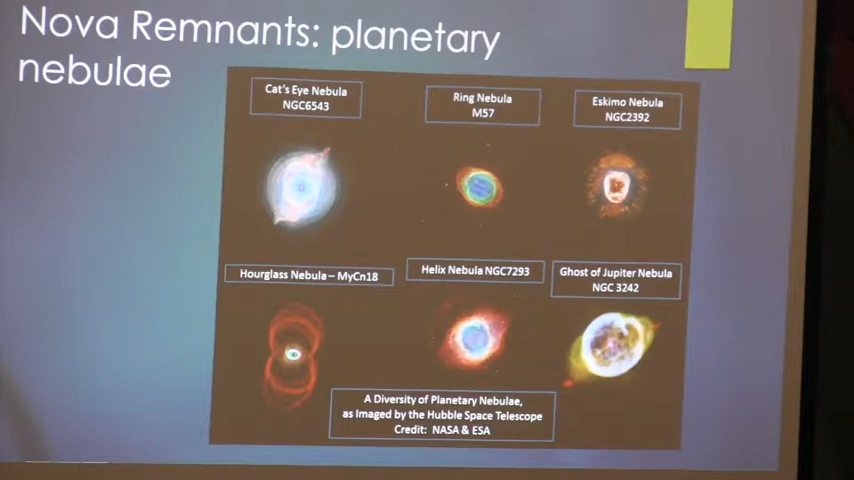 Nova Remnants: planetary
nebulae
Cat's Eye Nebula
NGC6543
Ring Nebula
M57
Eskimo Nebula
NGC2392
Hourglass Nebula – MyCn18
Helix Nebula NGC7293
Ghost of Jupiter Nebula
NGC 3242
A Diversity of Planetary Nebulae,
as Imaged by the Hubble Space Telescope
Credit: NASA & ESA